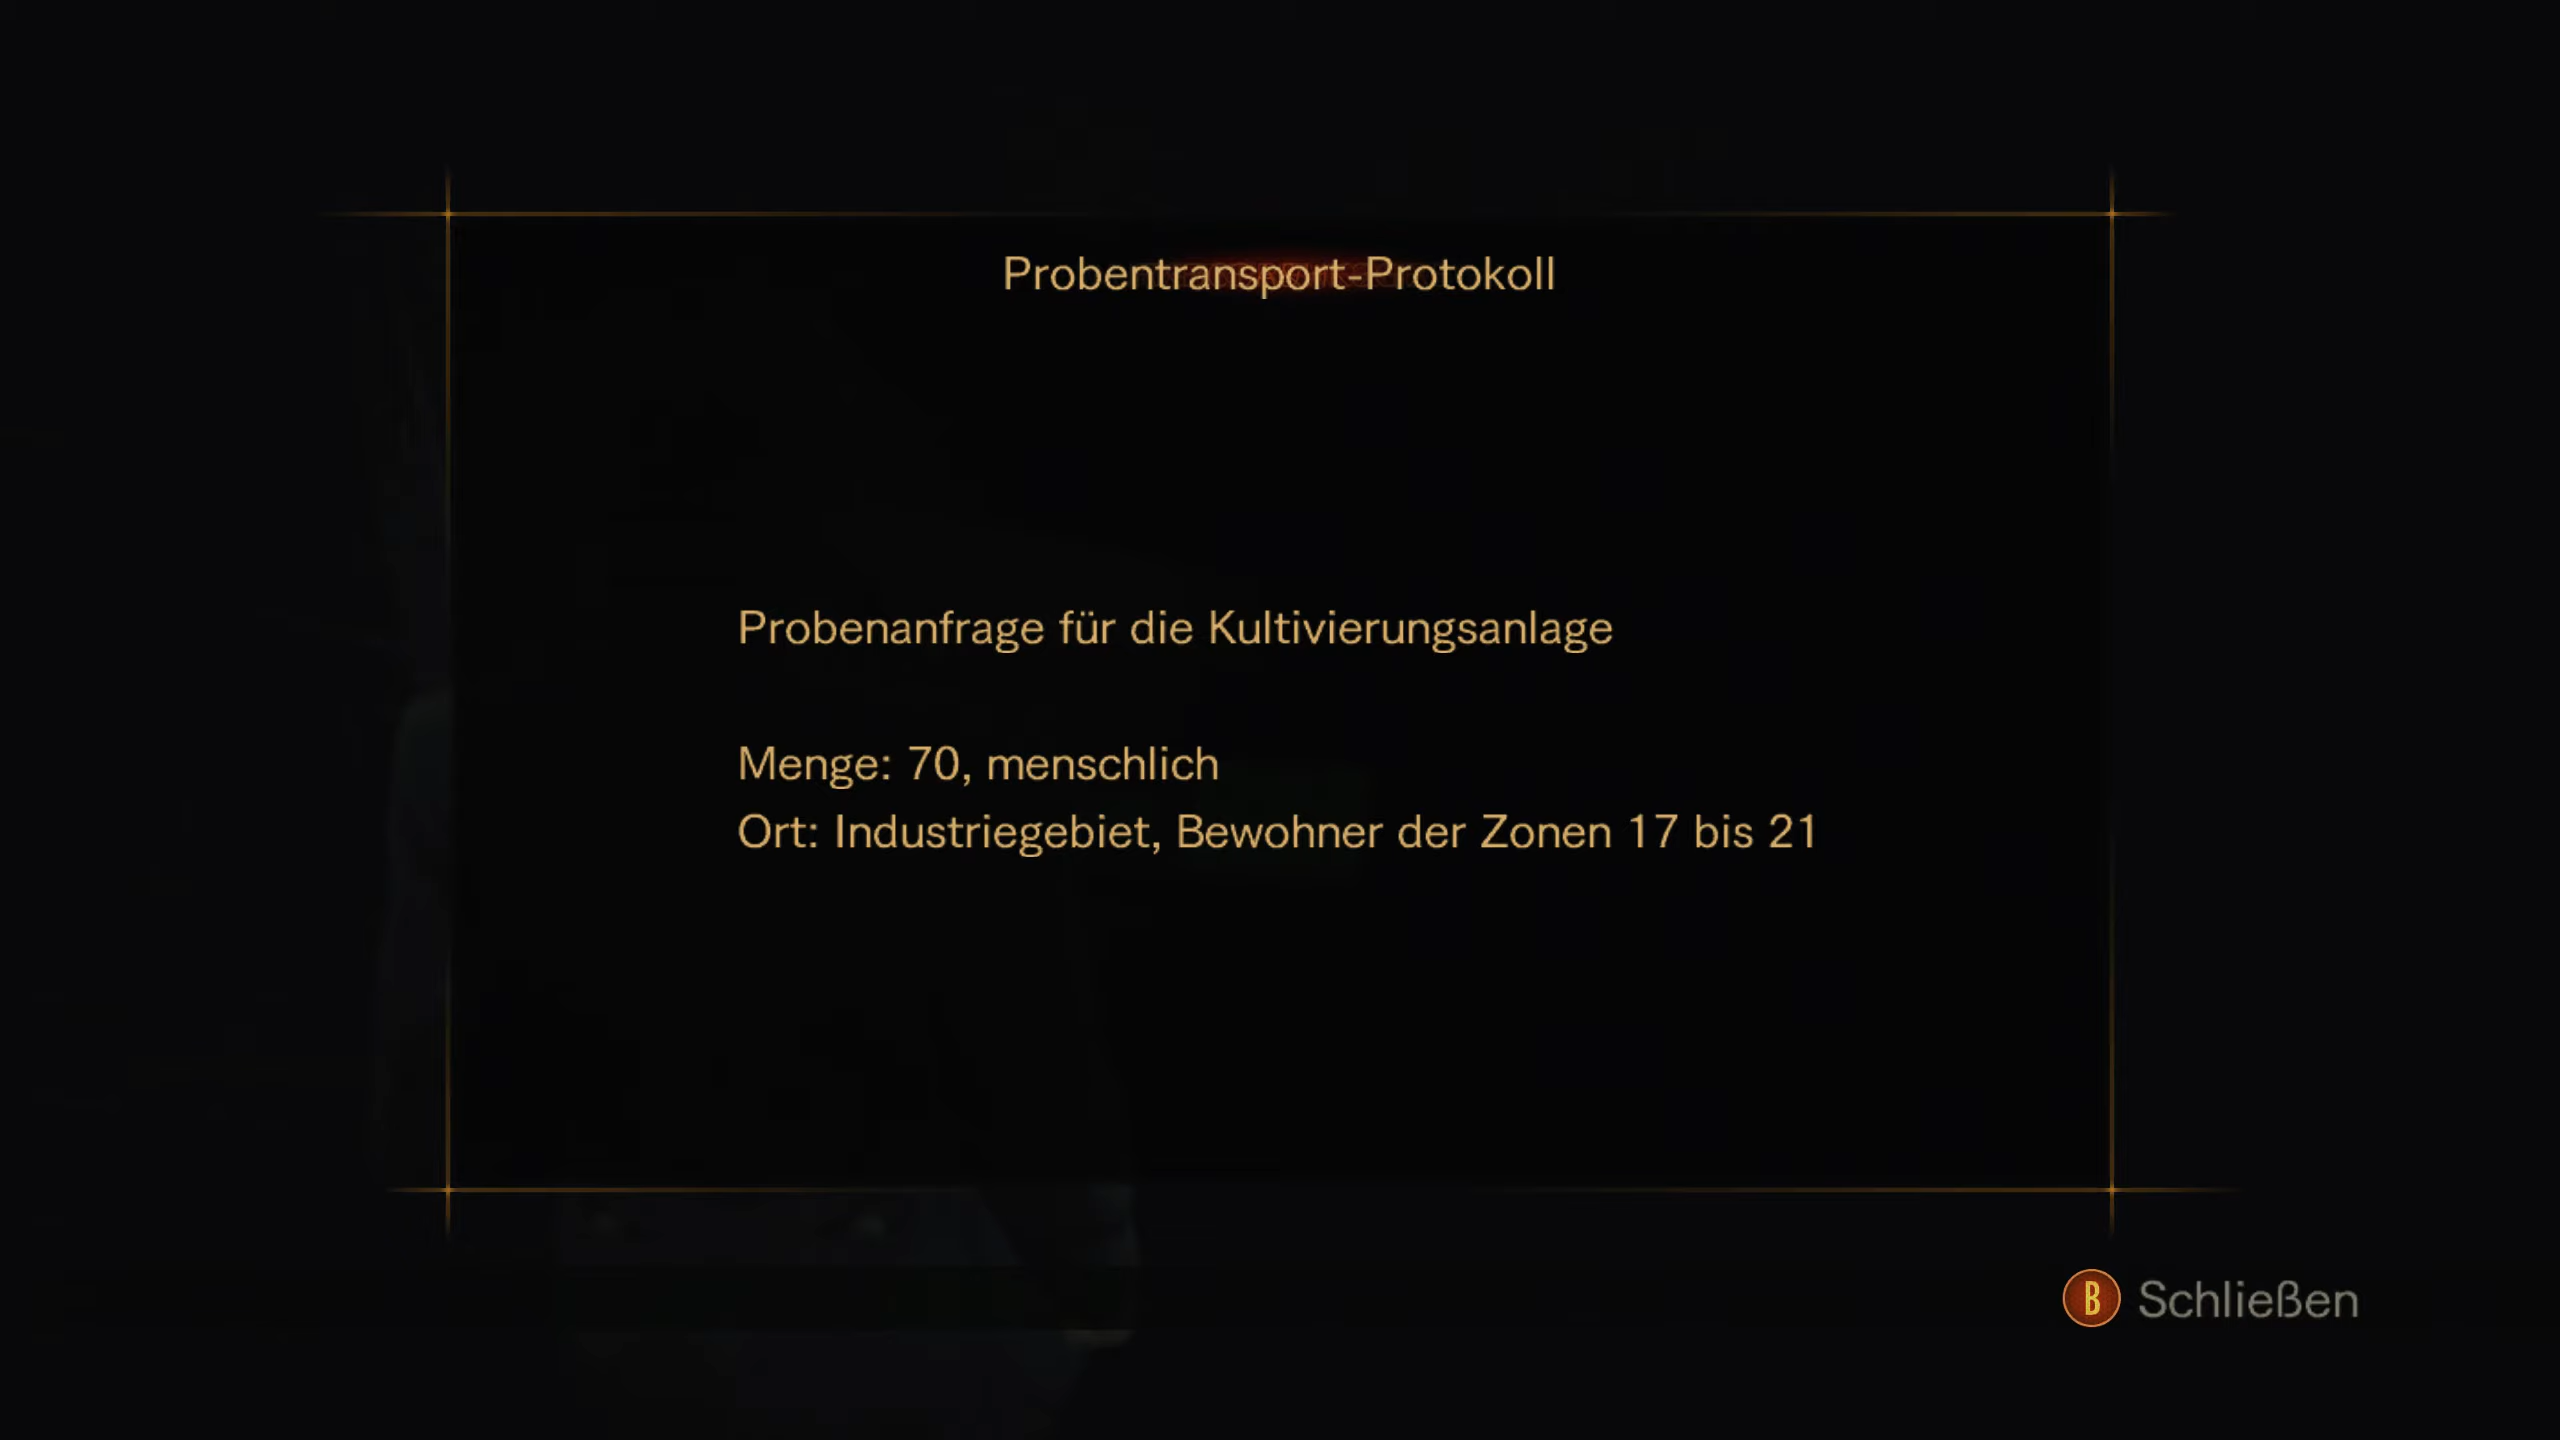 Probentransport-Protokoll
Probenanfrage für die Kultivierungsanlage
Menge: 70, menschlich
Ort: Industriegebiet, Bewohner der Zonen 17 bis 21
B Schließen